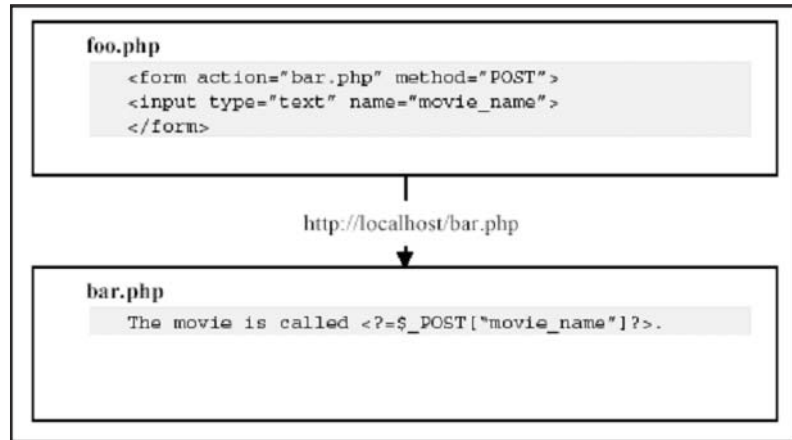 foo.php
<form action="bar.php" method="POST">
<input type="text" name="movie_name">
</form>
http://localhost/bar.php
bar.php
The movie is called <?=$_POST["movie_name"]?>.